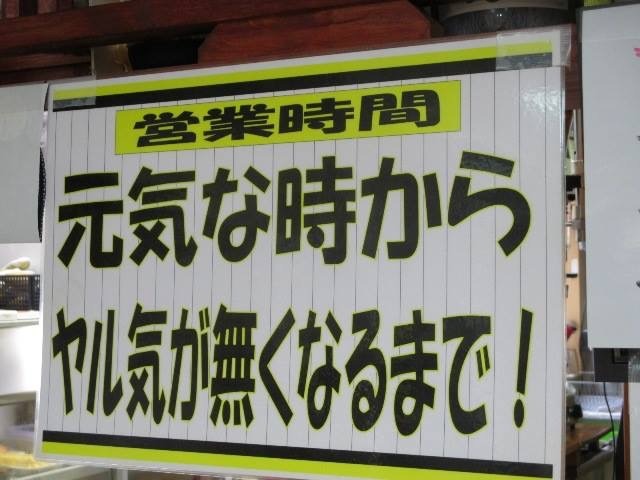 営業時間
元気な時から
ヤル気が無くなるまで！